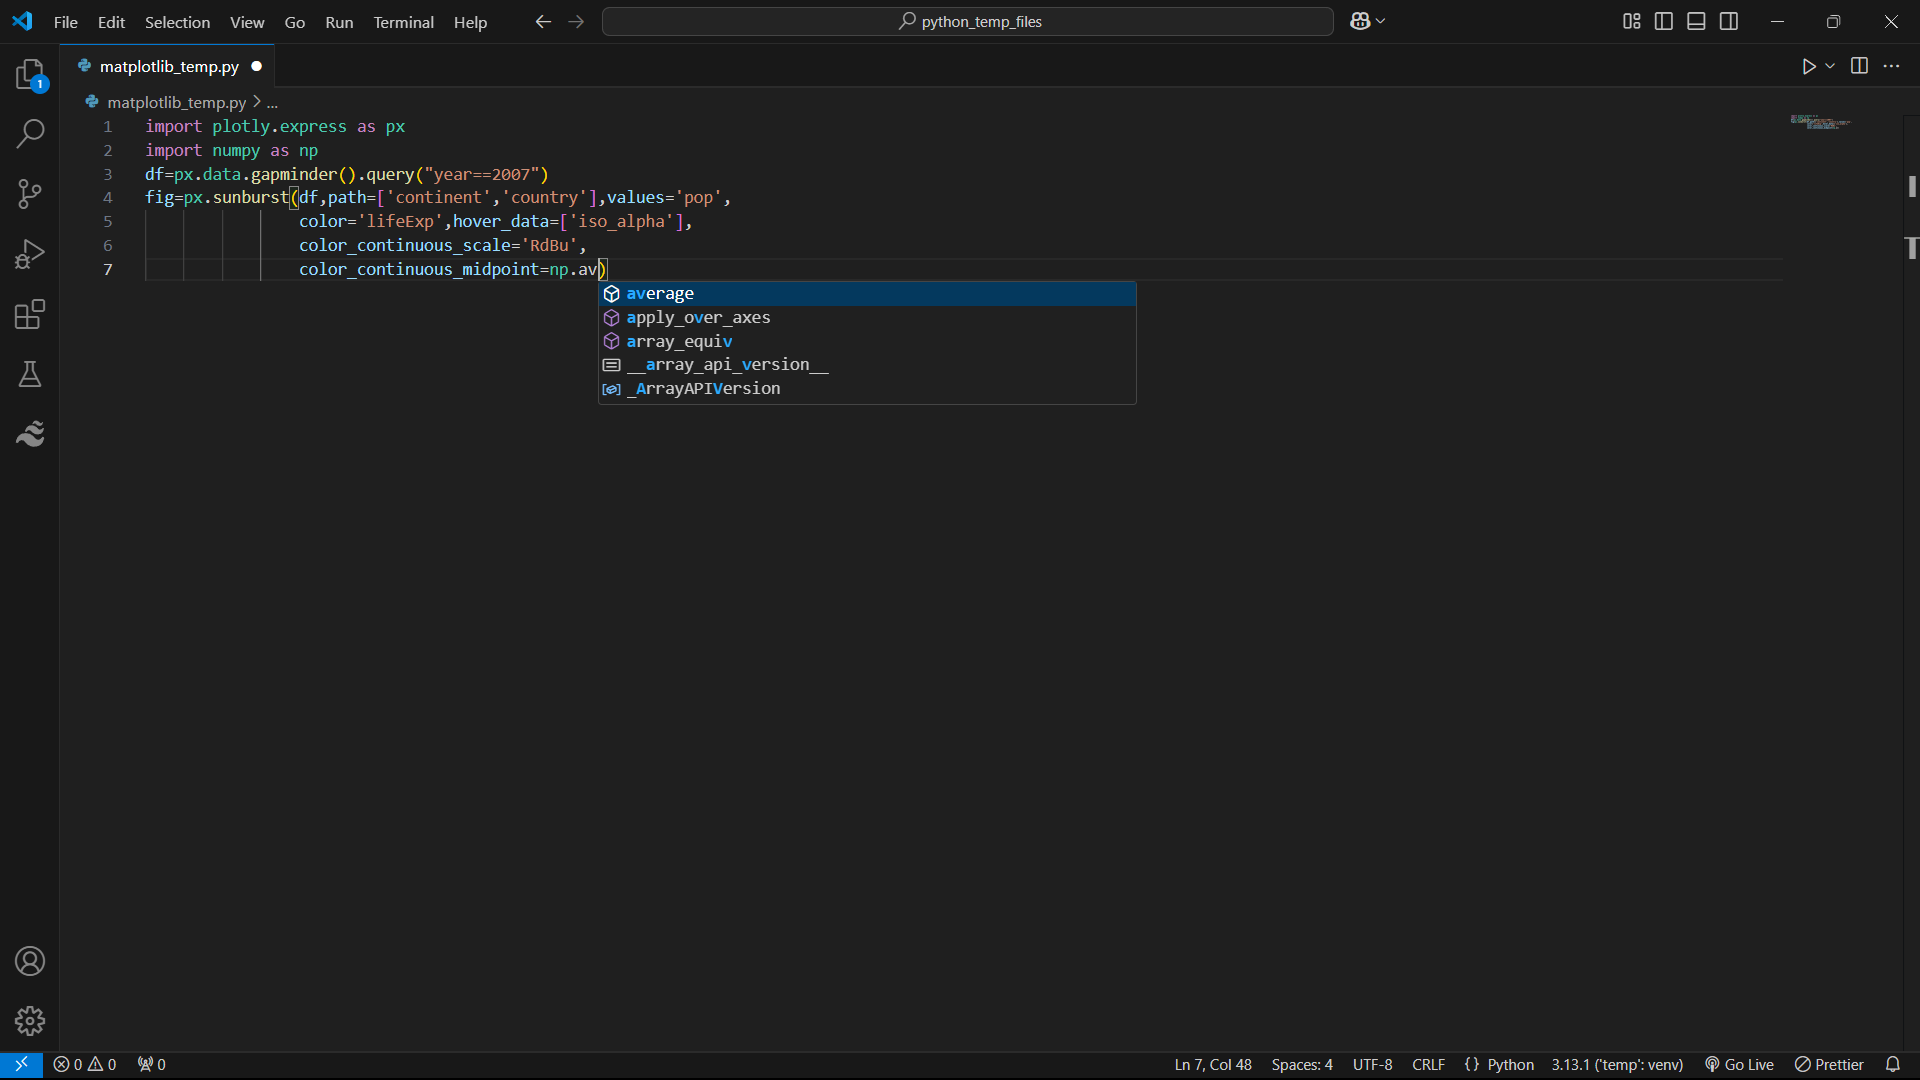 File Edit Selection View Go Run Terminal Help python_temp_files
1
matplotlib_temp.py
matplotlib_temp.py > ...
1 import plotly.express as px
2 import numpy as np
3 df=px.data.gapminder().query("year==2007")
4 fig=px.sunburst(df,path=['continent','country'],values='pop',
5 color='lifeExp',hover_data=['iso_alpha'],
6 color_continuous_scale='RdBu',
7 color_continuous_midpoint=np.av)
average
apply_over_axes
array_equiv
__array_api_version__
_ArrayAPIVersion
0 0 0 Ln 7, Col 48 Spaces: 4 UTF-8 CRLF {} Python 3.13.1 ('temp': venv) Go Live Prettier